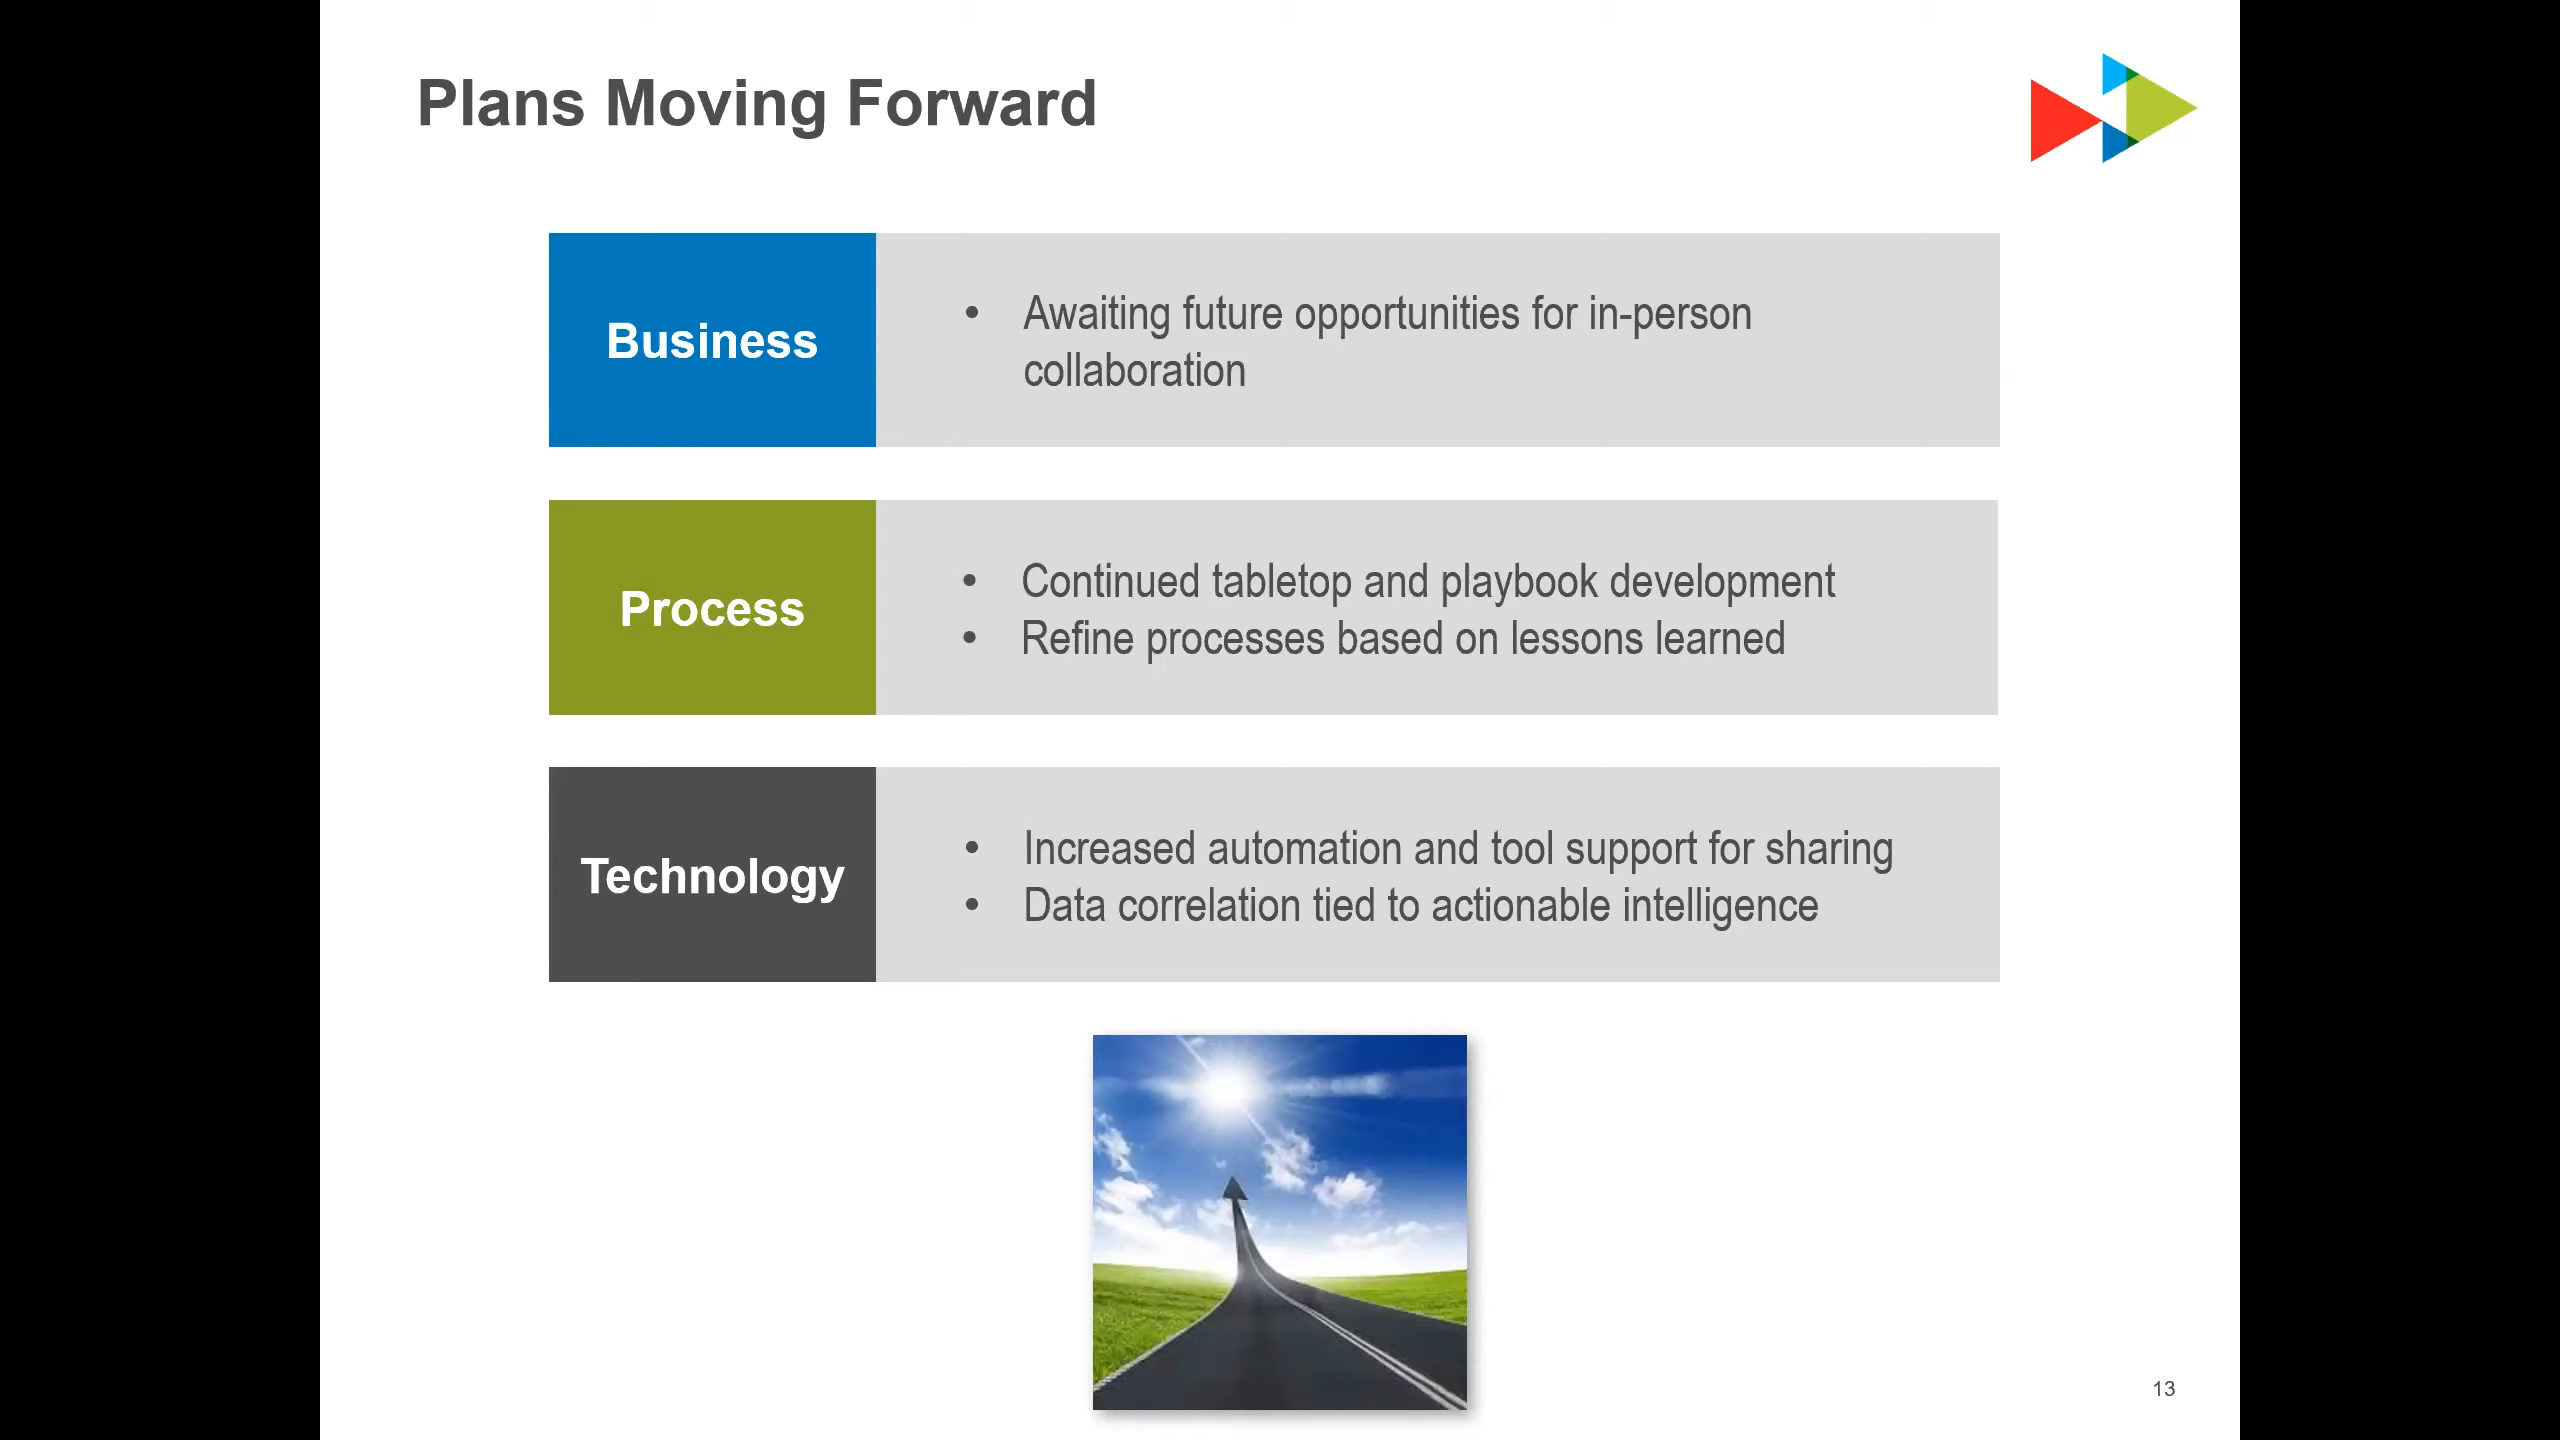 Plans Moving Forward
Business
• Awaiting future opportunities for in-person
collaboration
Process
• Continued tabletop and playbook development
• Refine processes based on lessons learned
Technology
• Increased automation and tool support for sharing
• Data correlation tied to actionable intelligence
13